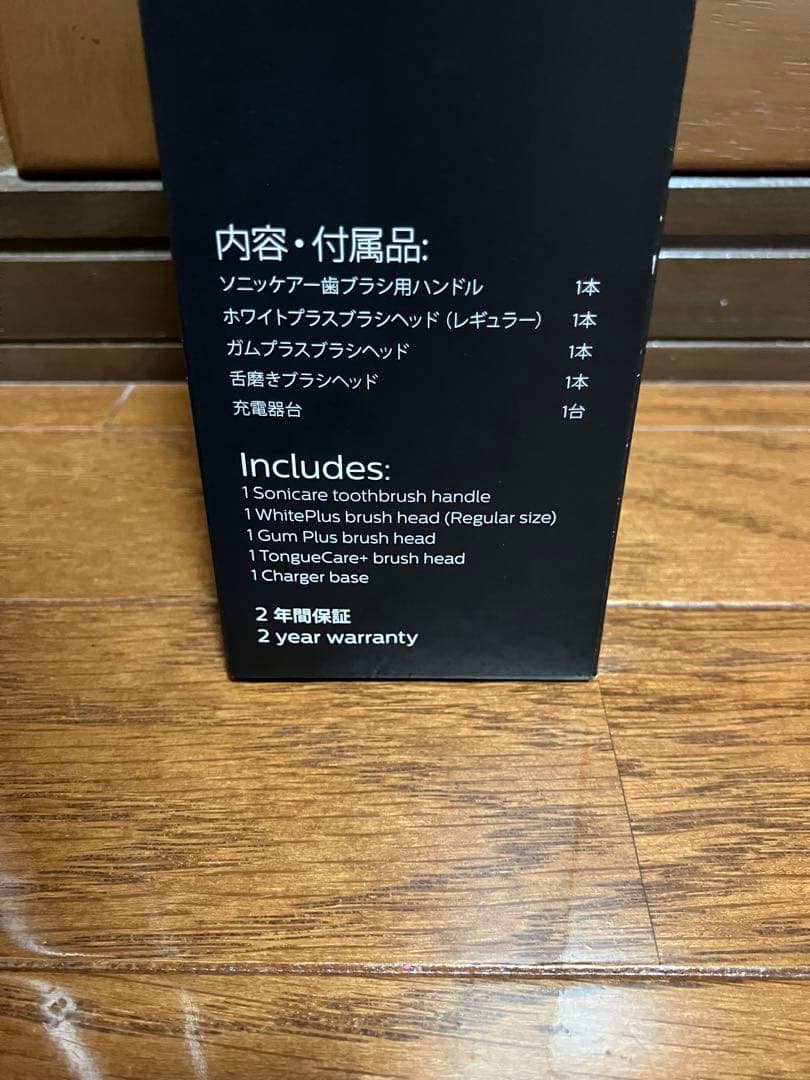 内容・付属品:
ソニッケアー歯ブラシ用ハンドル 1本
ホワイトプラスブラシヘッド（レギュラー） 1本
ガムプラスブラシヘッド 1本
舌磨きブラシヘッド 1本
充電器台 1台
Includes:
1 Sonicare toothbrush handle
1 WhitePlus brush head (Regular size)
1 Gum Plus brush head
1 TongueCare+ brush head
1 Charger base
2 年間保証
2 year warranty